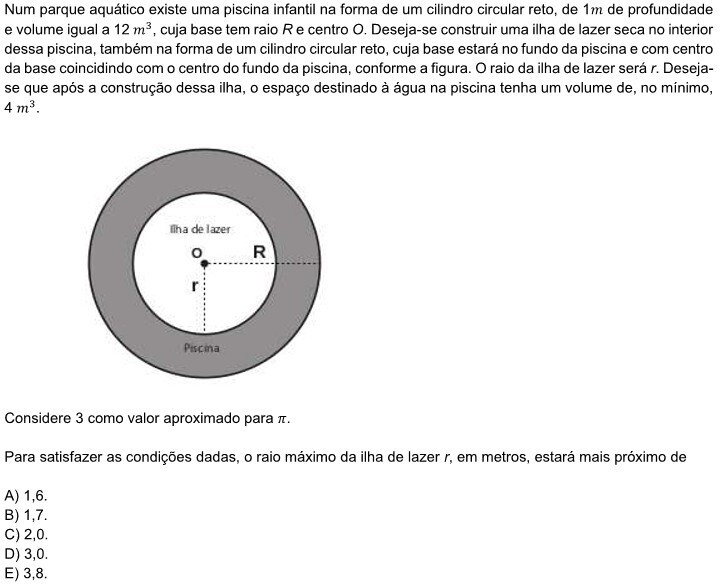 Num parque aquático existe uma piscina infantil na forma de um cilindro circular reto, de 1m de profundidade
e volume igual a 12 m³, cuja base tem raio R e centro O. Deseja-se construir uma ilha de lazer seca no interior
dessa piscina, também na forma de um cilindro circular reto, cuja base estará no fundo da piscina e com centro
da base coincidindo com o centro do fundo da piscina, conforme a figura. O raio da ilha de lazer será r. Deseja-
se que após a construção dessa ilha, o espaço destinado à água na piscina tenha um volume de, no mínimo,
4 m³.
Ilha de lazer
O
R
r
Piscina
Considere 3 como valor aproximado para π.
Para satisfazer as condições dadas, o raio máximo da ilha de lazer r, em metros, estará mais próximo de
A) 1,6.
B) 1,7.
C) 2,0.
D) 3,0.
E) 3,8.